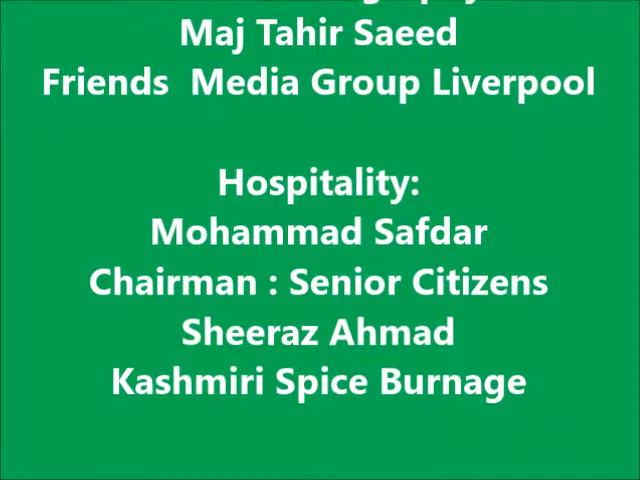 Maj Tahir Saeed
Friends  Media Group Liverpool
Hospitality:
Mohammad Safdar
Chairman : Senior Citizens
Sheeraz Ahmad
Kashmiri Spice Burnage